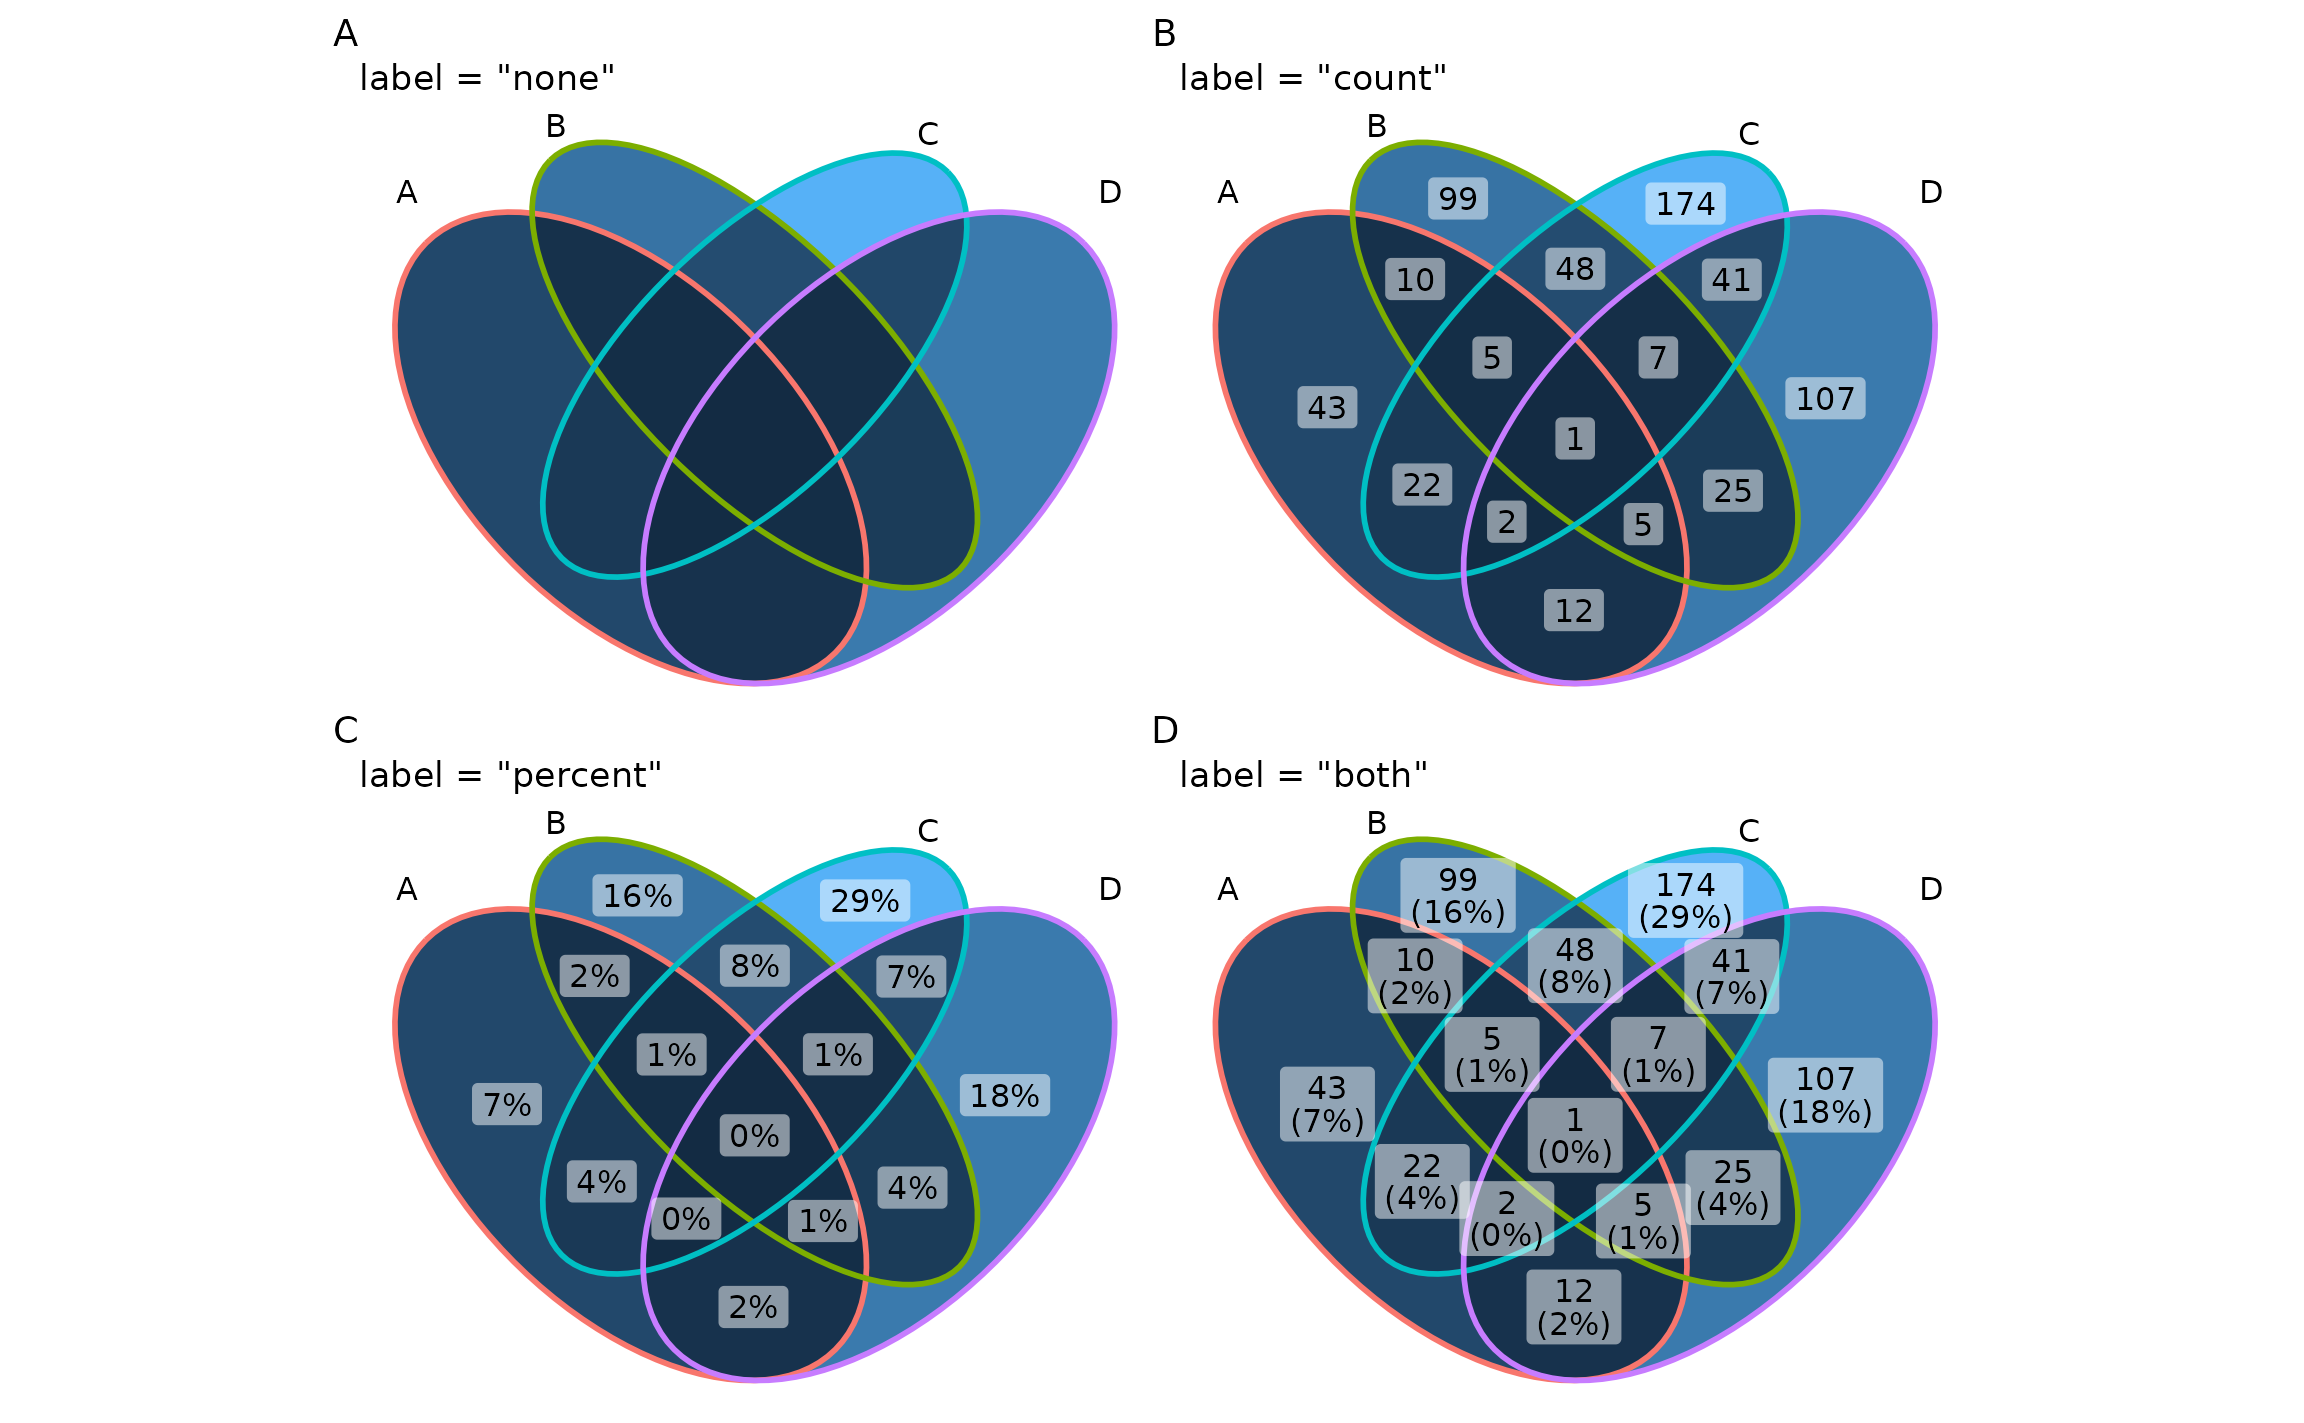 A
label = "none"
B
C
A
D
B
label = "count"
B
C
A
D
99
174
10
48
41
5
7
43
107
1
22
25
2
5
12
C
label = "percent"
B
C
A
D
16%
29%
2%
8%
7%
1%
1%
7%
18%
0%
4%
4%
0%
1%
2%
D
label = "both"
B
C
A
D
99
(16%)
174
(29%)
10
(2%)
48
(8%)
41
(7%)
5
(1%)
7
(1%)
43
(7%)
107
(18%)
1
(0%)
22
(4%)
25
(4%)
2
(0%)
5
(1%)
12
(2%)